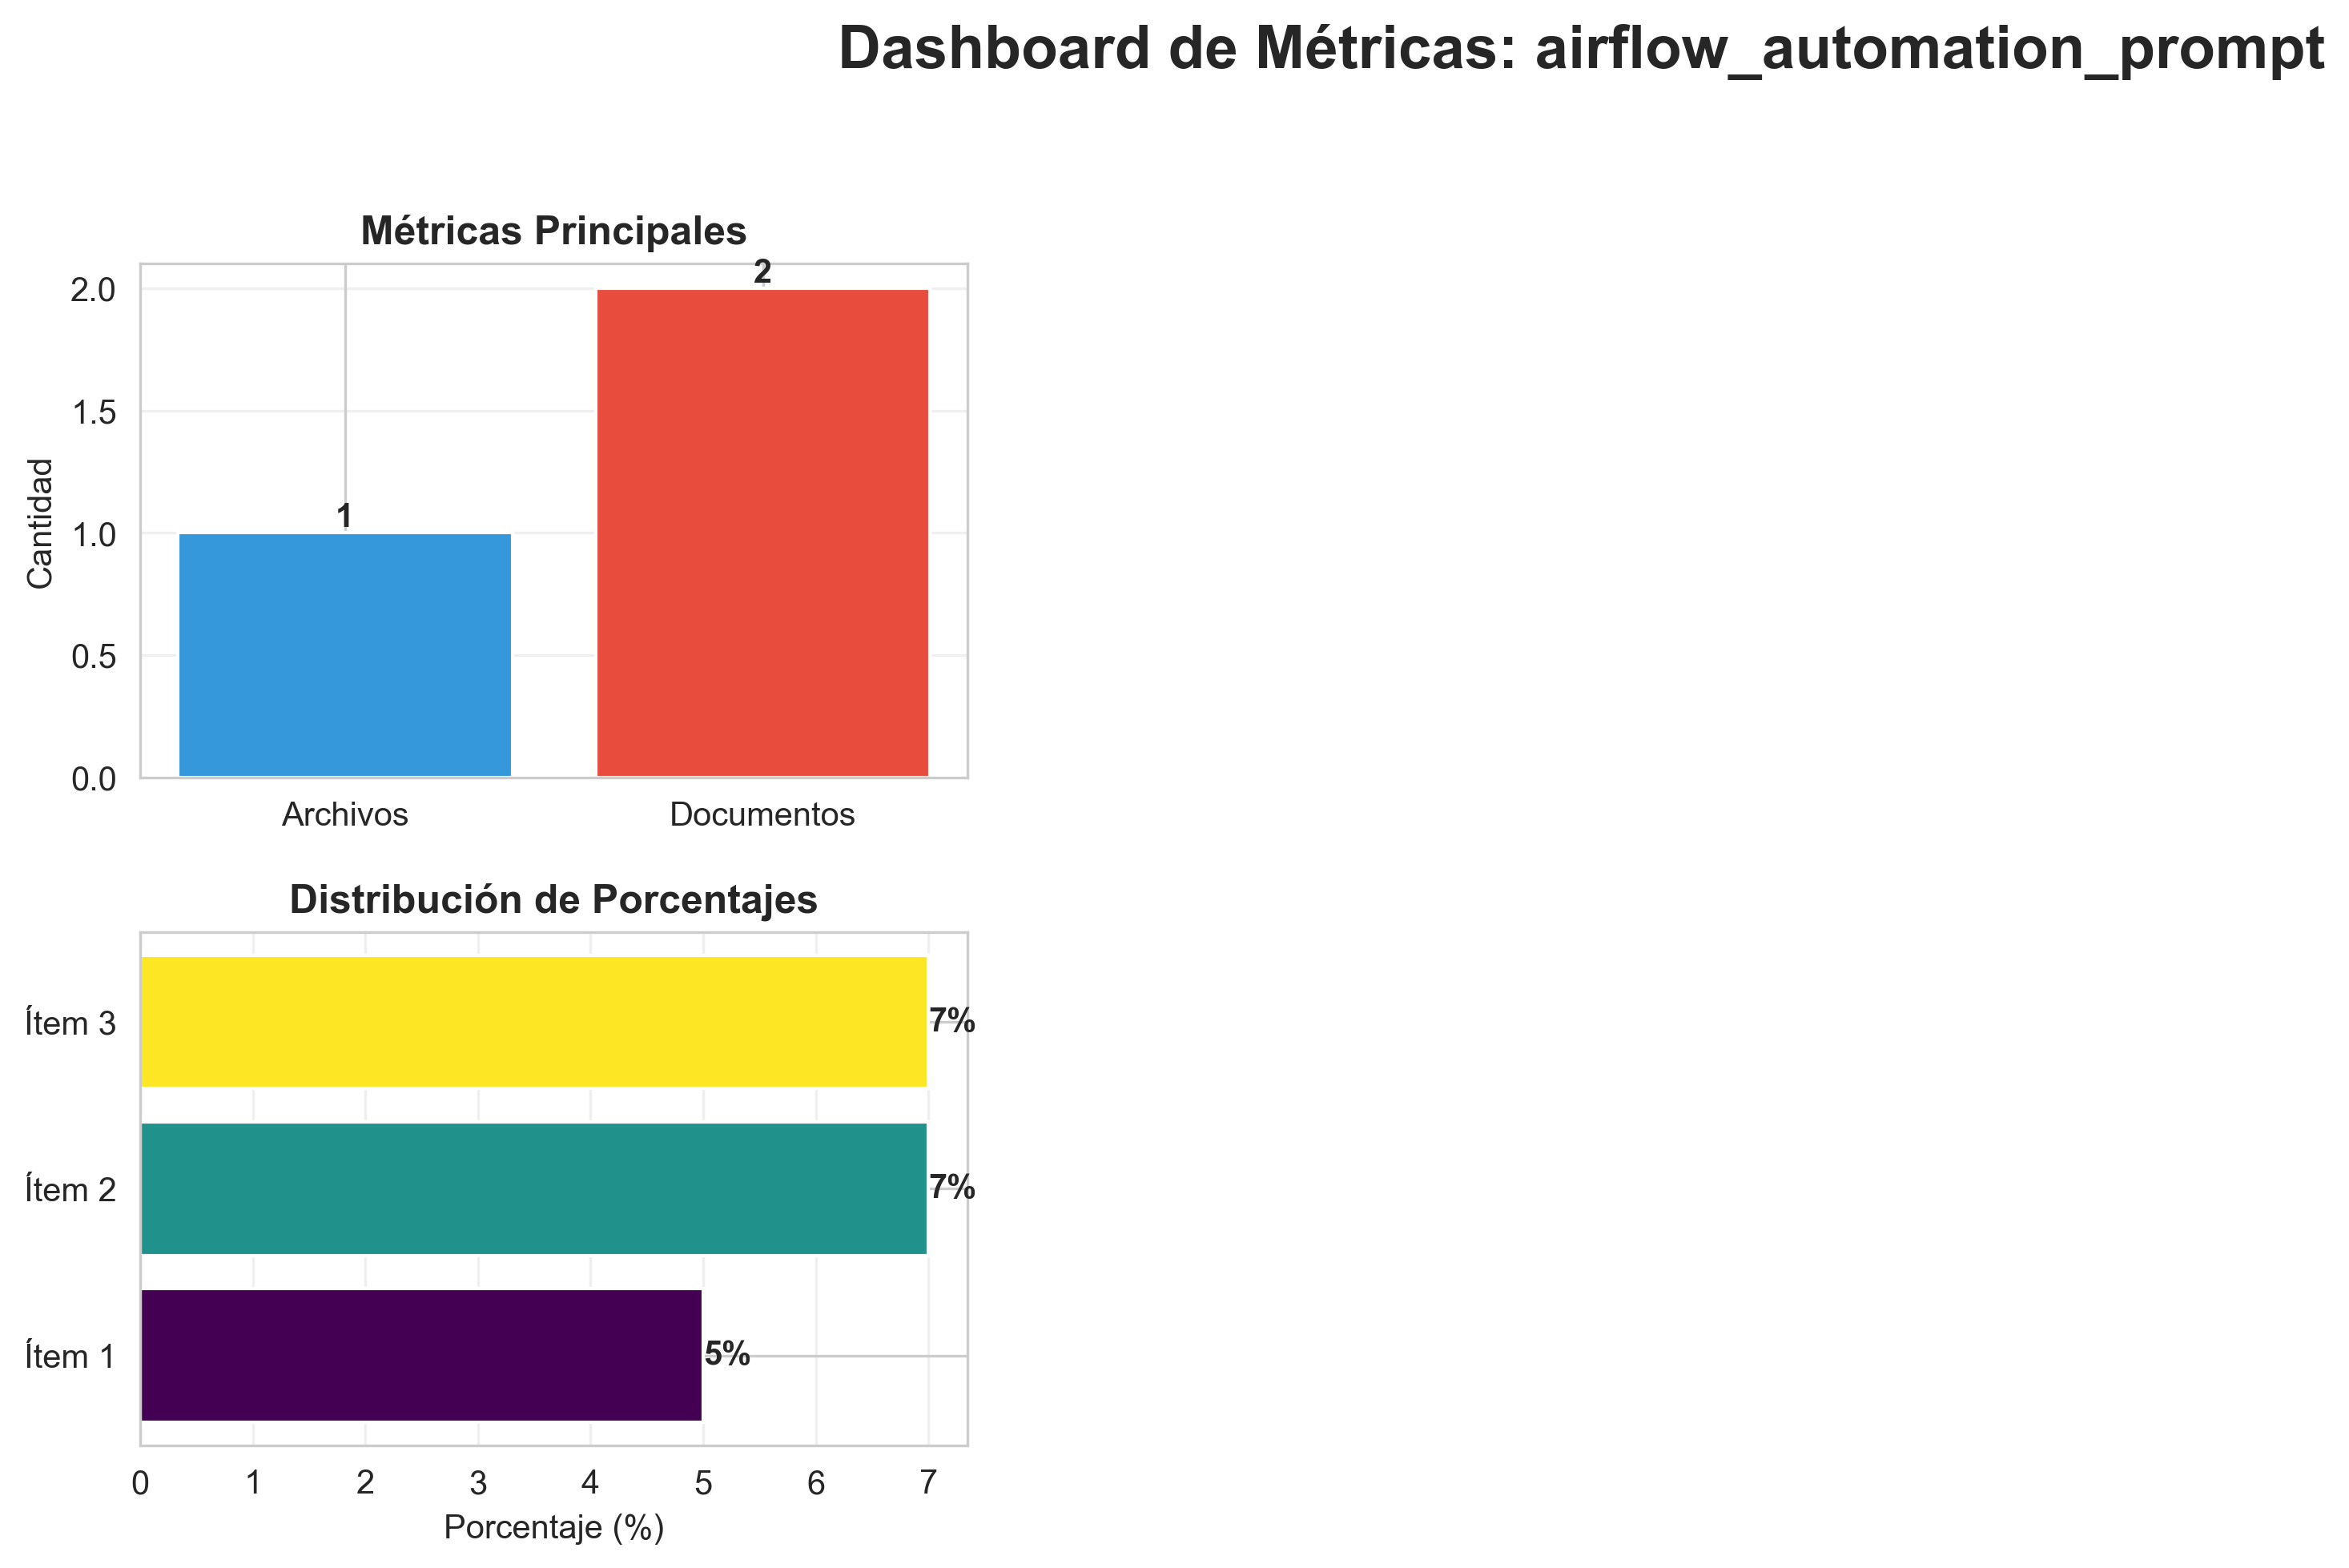 Dashboard de Métricas: airflow_automation_prompt
Métricas Principales
2
2.0
1.5
1
1.0
0.5
0.0
Cantidad
Archivos Documentos
Distribución de Porcentajes
Ítem 3 7%
Ítem 2 7%
Ítem 1 5%
0 1 2 3 4 5 6 7
Porcentaje (%)